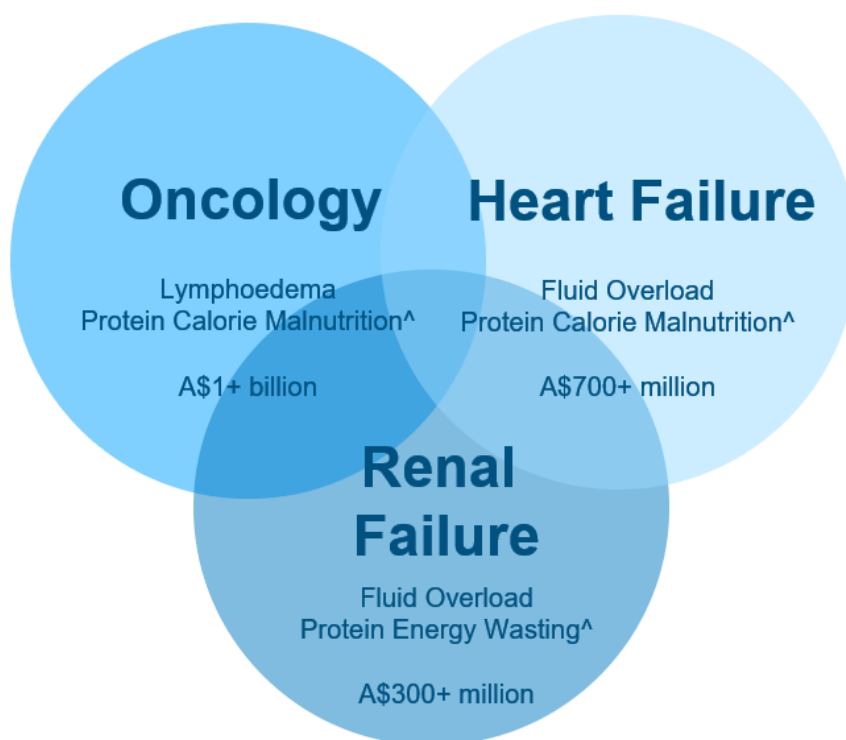 Oncology
Lymphoedema
Protein Calorie Malnutrition^
A$1+ billion
Heart Failure
Fluid Overload
Protein Calorie Malnutrition^
A$700+ million
Renal
Failure
Fluid Overload
Protein Energy Wasting^
A$300+ million